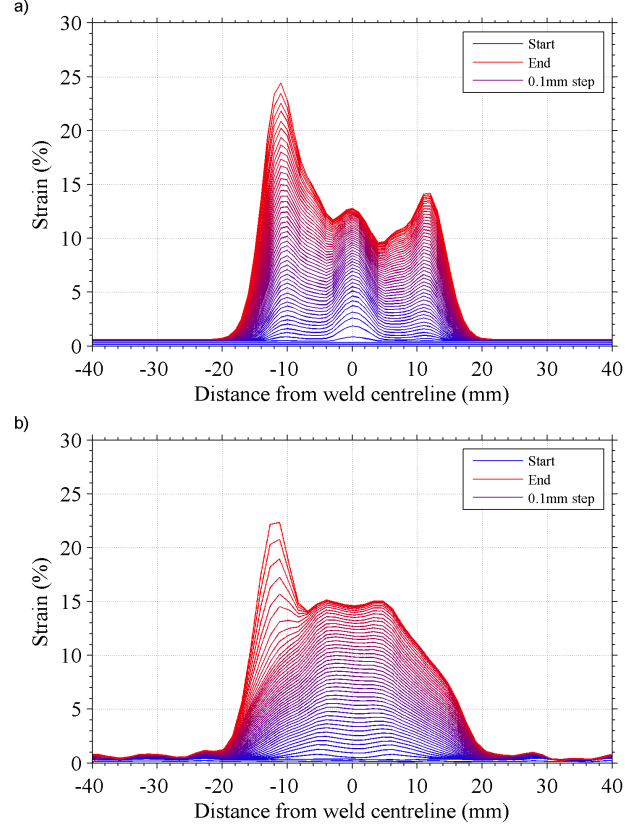 a)
30
25
20
15
10
5
0
Strain (%)
Start
End
0.1mm step
-40 -30 -20 -10 0 10 20 30 40
Distance from weld centreline (mm)
b)
30
25
20
15
10
5
0
Strain (%)
Start
End
0.1mm step
-40 -30 -20 -10 0 10 20 30 40
Distance from weld centreline (mm)